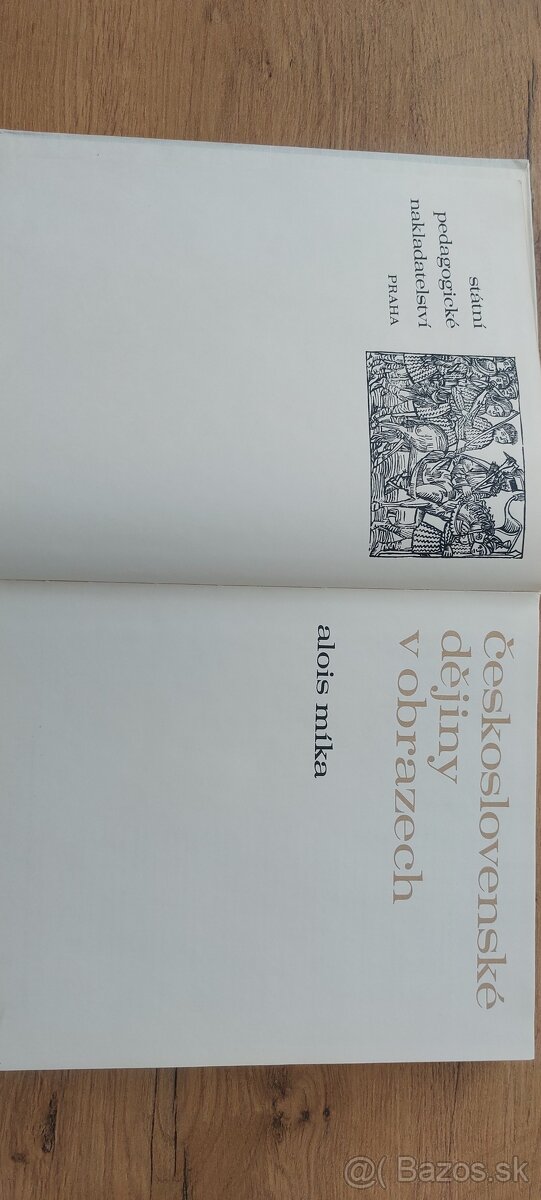 státní
pedagogické
nakladatelství
PRAHA
československé
dějiny
v obrazech
alois míka
@ Bazos.sk